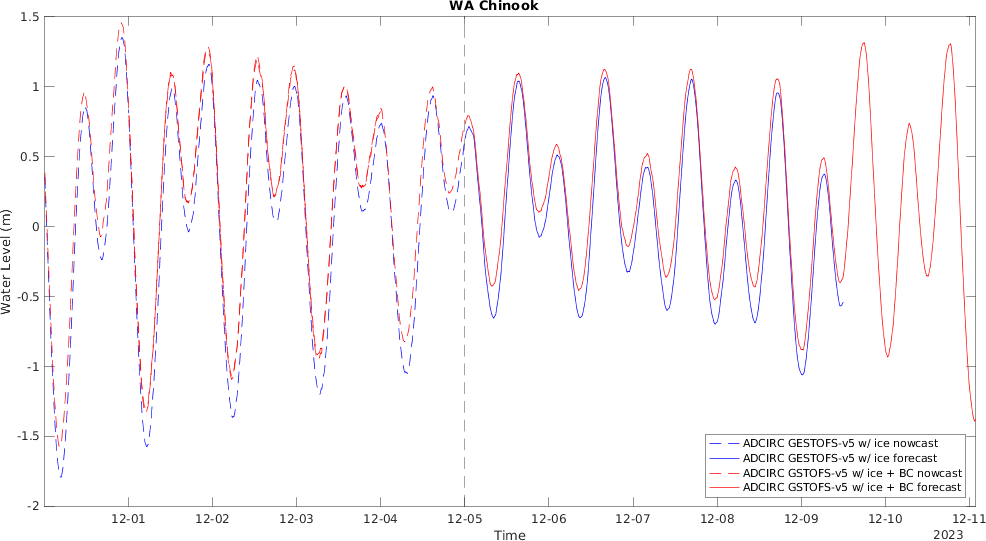 WA Chinook
1.5
1
0.5
0
-0.5
-1
-1.5
-2
Water Level (m)
12-01 12-02 12-03 12-04 12-05 12-06 12-07 12-08 12-09 12-10 12-11
Time
2023
ADCIRC GESTOFS-v5 w/ ice nowcast
ADCIRC GESTOFS-v5 w/ ice forecast
ADCIRC GSTOFS-v5 w/ ice + BC nowcast
ADCIRC GSTOFS-v5 w/ ice + BC forecast